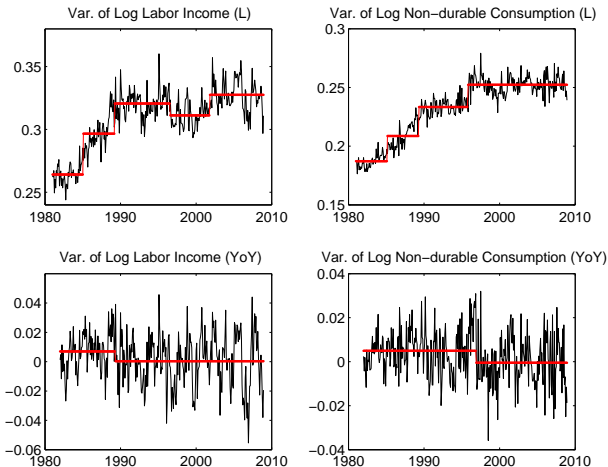 Var. of Log Labor Income (L)
0.35
0.3
0.25
1980 1990 2000 2010
Var. of Log Non−durable Consumption (L)
0.3
0.25
0.2
0.15
1980 1990 2000 2010
Var. of Log Labor Income (YoY)
0.04
0.02
0
−0.02
−0.04
−0.06
1980 1990 2000 2010
Var. of Log Non−durable Consumption (YoY)
0.04
0.02
0
−0.02
−0.04
1980 1990 2000 2010